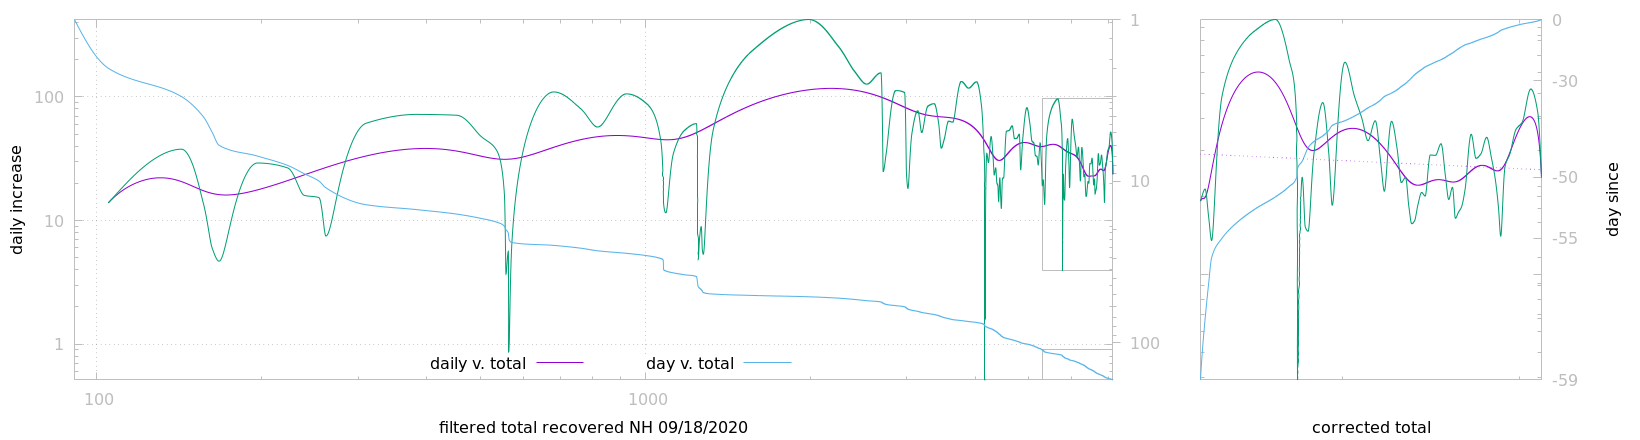 daily increase
100
10
1
100
1000
daily v. total
day v. total
filtered total recovered NH 09/18/2020
1
10
100
0
-30
-50
-55
-59
day since
corrected total